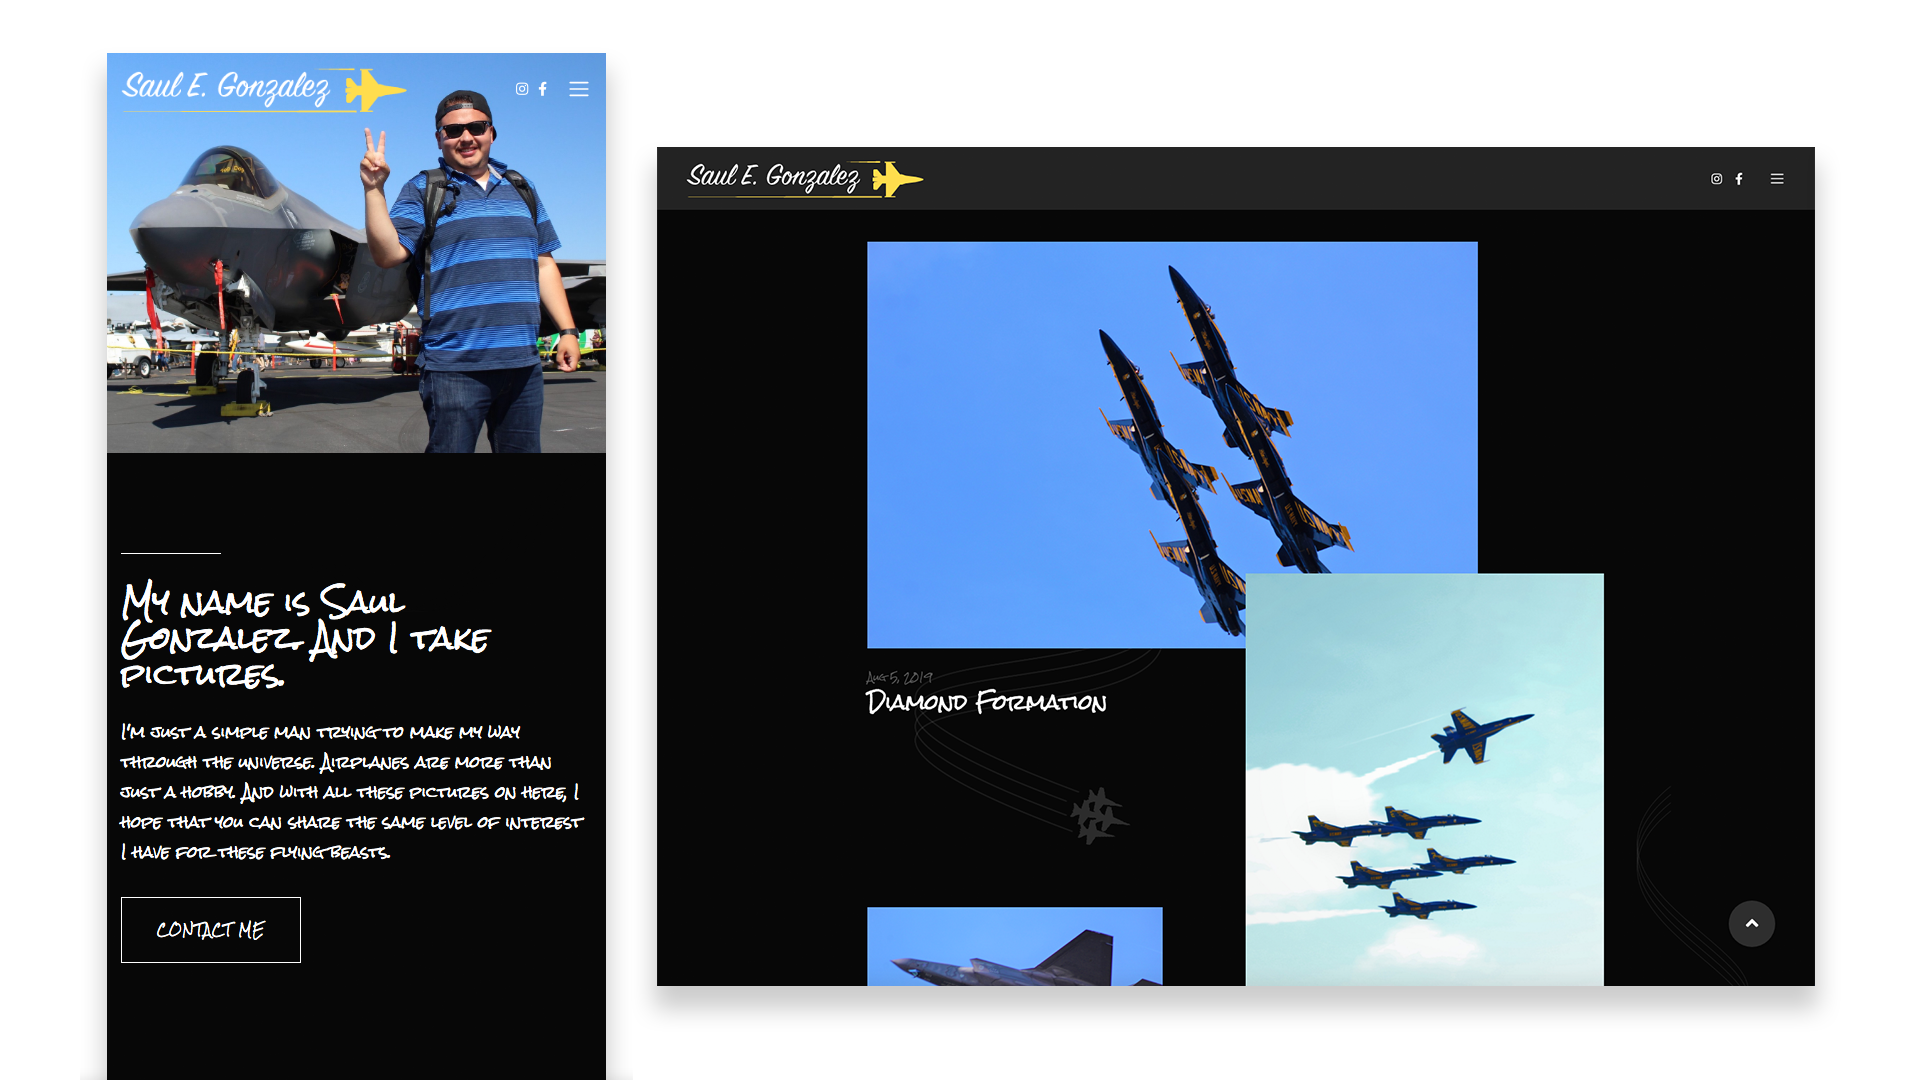 Saul E. Gonzalez
My name is Saul
Gonzalez. And I take
pictures.
I'm just a simple man trying to make my way
through the universe. Airplanes are more than
just a hobby. And with all these pictures on here, I
hope that you can share the same level of interest
I have for these flying beasts.
CONTACT ME
Saul E. Gonzalez
Aug 5, 2019
Diamond Formation